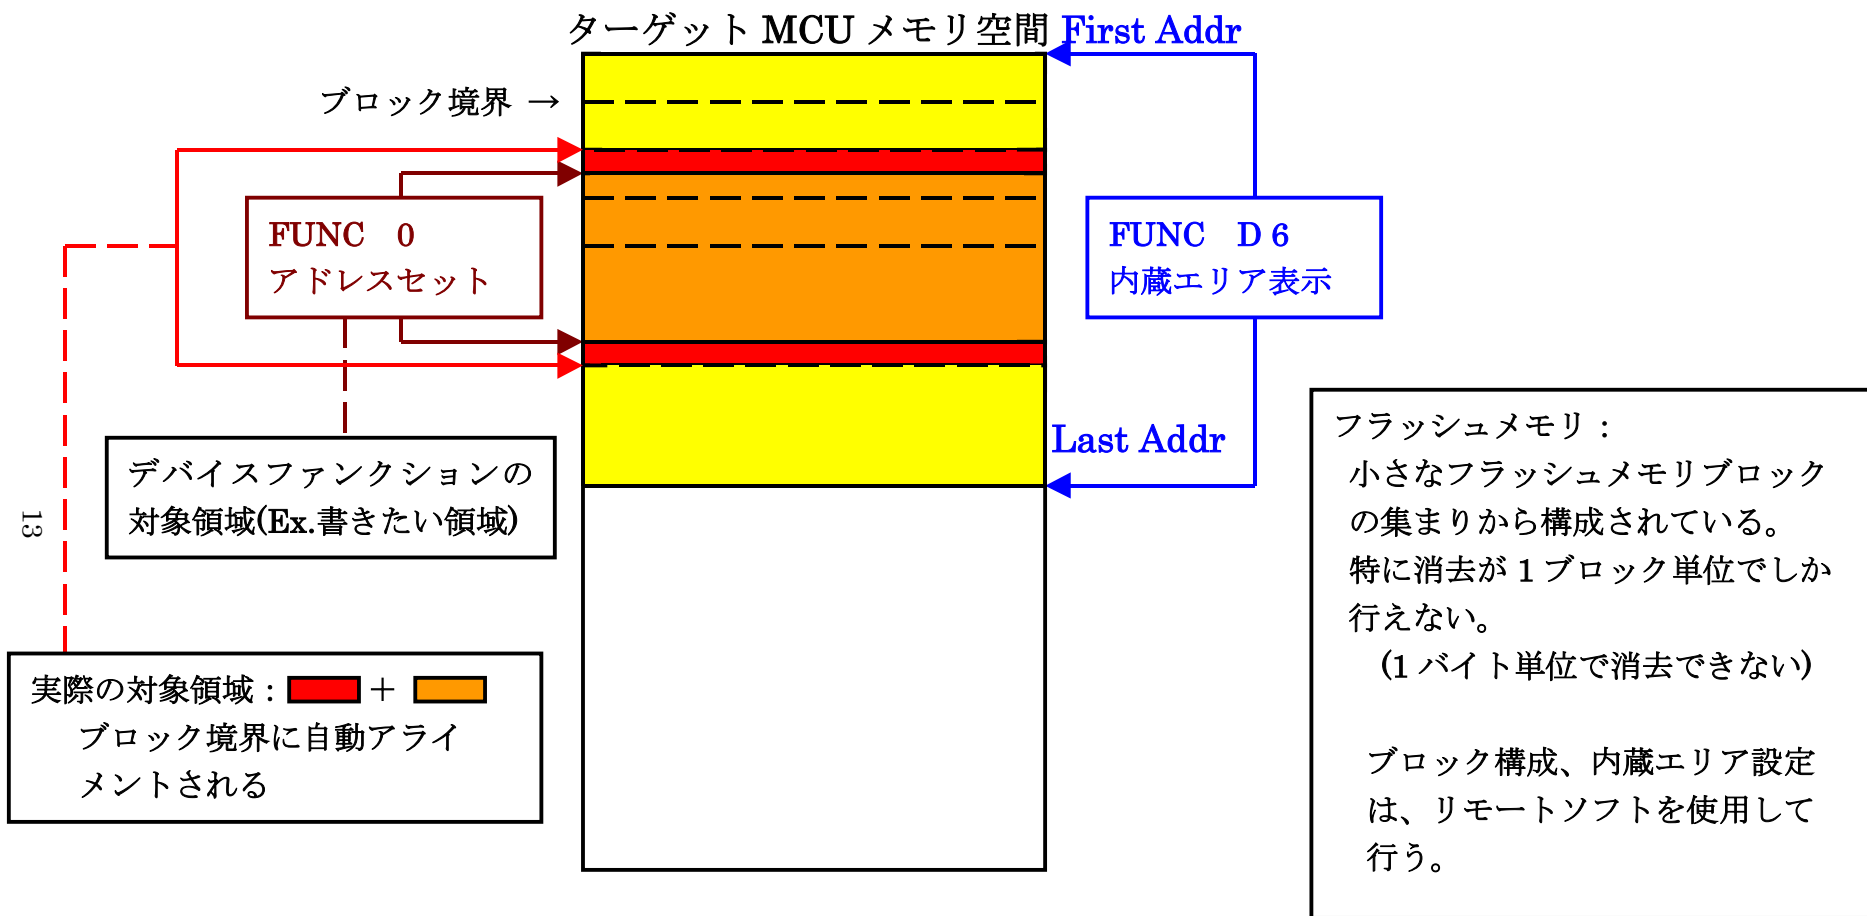 ターゲット MCU メモリ空間 First Addr
ブロック境界 →
FUNC 0
アドレスセット
FUNC D 6
内蔵エリア表示
Last Addr
デバイスファンクションの
対象領域(Ex.書きたい領域)
13
実際の対象領域 : +
ブロック境界に自動アライ
メントされる
フラッシュメモリ :
小さなフラッシュメモリブロック
の集まりから構成されている。
特に消去が 1 ブロック単位でしか
行えない。
(1 バイト単位で消去できない)
ブロック構成、内蔵エリア設定
は、リモートソフトを使用して
行う。